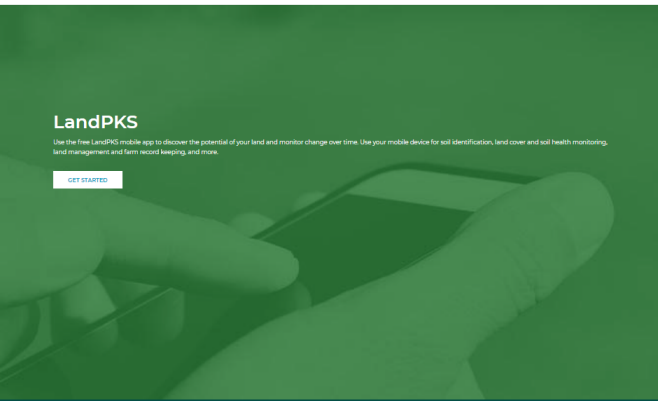 LandPKS
Use the free LandPKS mobile app to discover the potential of your land and monitor change over time. Use your mobile device for soil identification, land cover and soil health monitoring,
land management and farm record keeping, and more.
GET STARTED